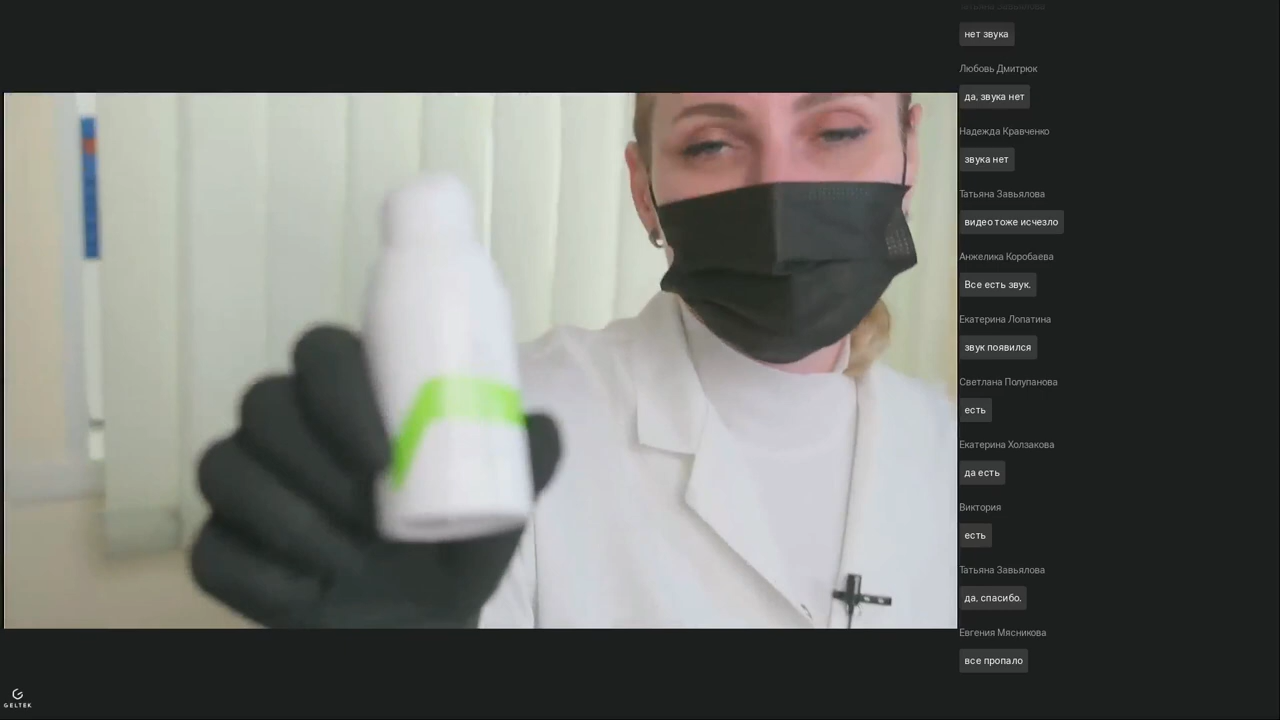 нет звука
Любовь Дмитрюк
да, звука нет
Надежда Кравченко
звука нет
Татьяна Завьялова
видео тоже исчезло
Анжелика Коробаева
Все есть звук.
Екатерина Лопатина
звук появился
Светлана Полупанова
есть
Екатерина Холзакова
да есть
Виктория
есть
Татьяна Завьялова
да, спасибо.
Евгения Мясникова
все пропало
GELTEK